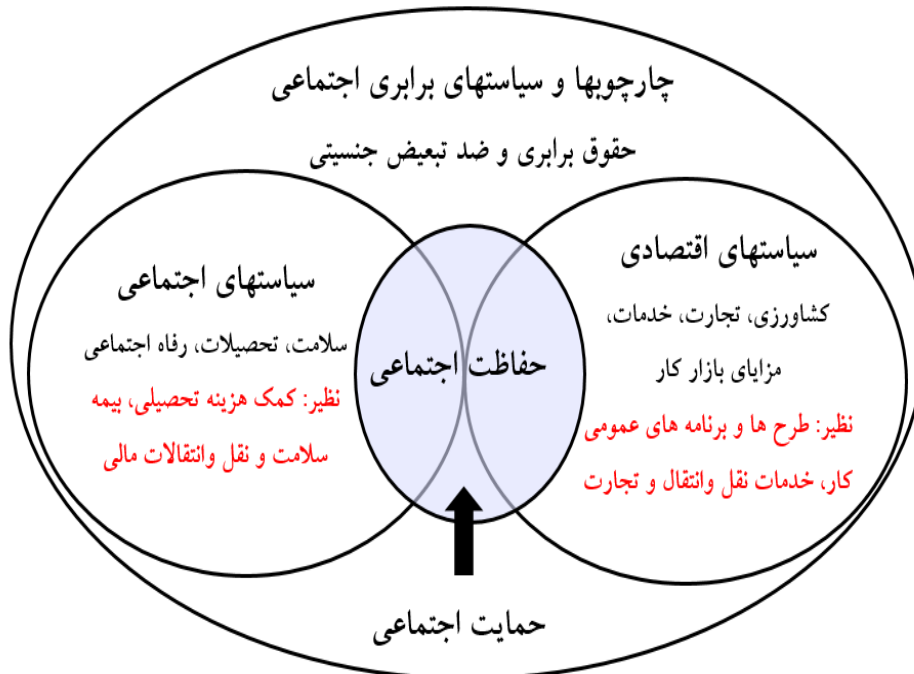 چارچوبها و سیاستهای برابری اجتماعی
حقوق برابری و ضد تبعیض جنسیتی
سیاستهای اقتصادی
کشاورزی، تجارت، خدمات،
مزایای بازار کار
نظیر: طرح ها و برنامه های عمومی
کار، خدمات نقل وانتقال و تجارت
حفاظت اجتماعی
سیاستهای اجتماعی
سلامت، تحصیلات، رفاه اجتماعی
نظیر: کمک هزینه تحصیلی، بیمه
سلامت و نقل وانتقالات مالی
حمایت اجتماعی